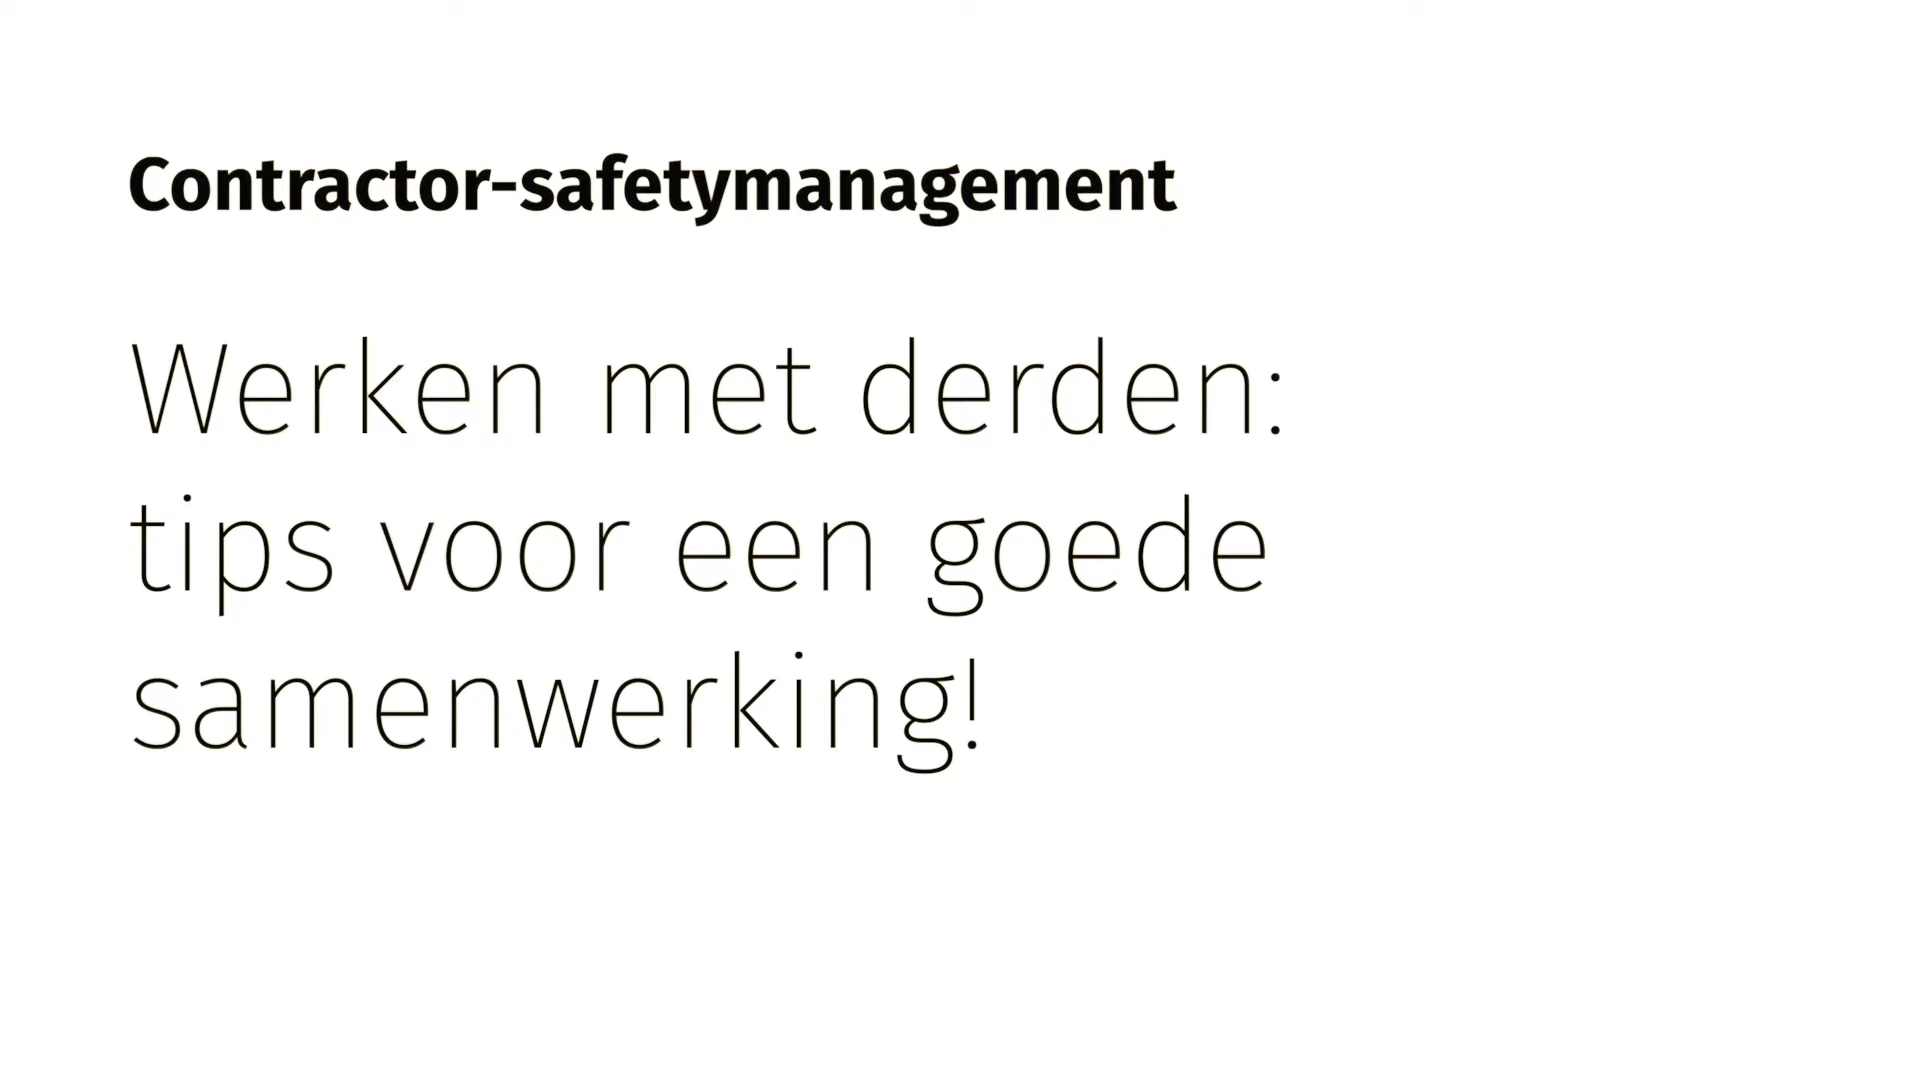 Contractor-safetymanagement
Werken met derden:
tips voor een goede
samenwerking!